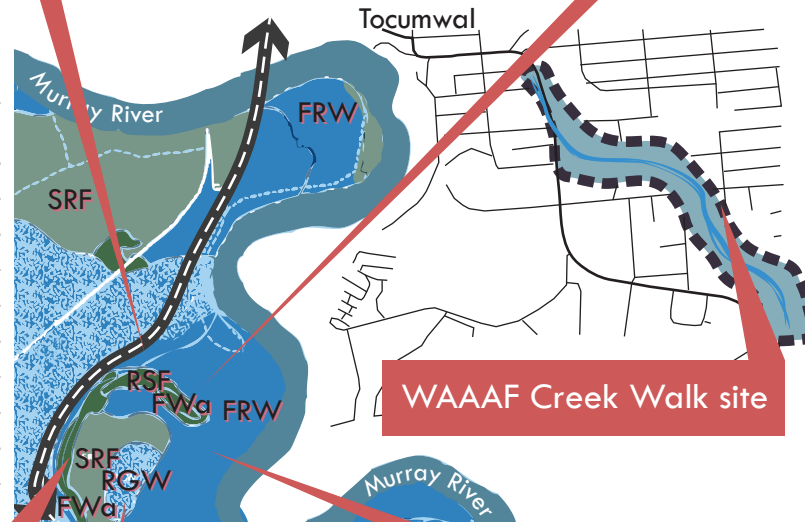 Tocumwal
Murray River
FRW
SRF
RSF
FWa
FRW
WAAAF Creek Walk site
SRF
RGW
FWa
Murray River